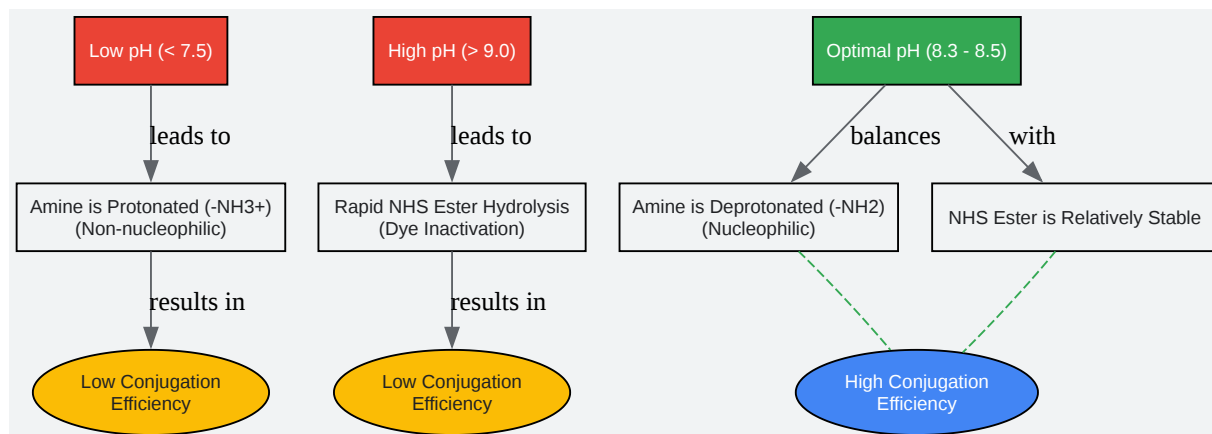 Low pH (< 7.5)
High pH (> 9.0)
Optimal pH (8.3 - 8.5)
leads to
leads to
balances
with
Amine is Protonated (-NH3+)
(Non-nucleophilic)
Rapid NHS Ester Hydrolysis
(Dye Inactivation)
Amine is Deprotonated (-NH2)
(Nucleophilic)
NHS Ester is Relatively Stable
results in
results in
Low Conjugation
Efficiency
Low Conjugation
Efficiency
High Conjugation
Efficiency